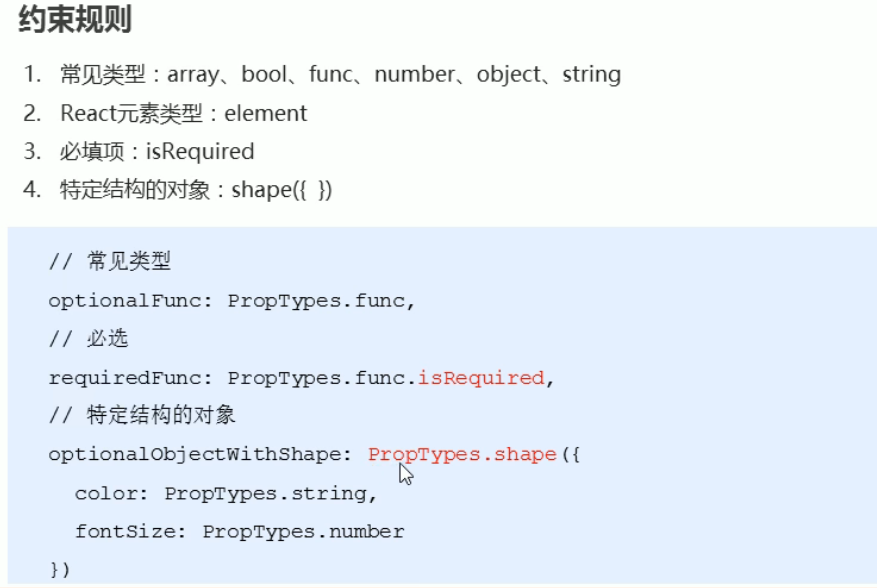 约束规则
1. 常见类型：array、bool、func、number、object、string
2. React元素类型：element
3. 必填项：isRequired
4. 特定结构的对象：shape({ })
// 常见类型
optionalFunc: PropTypes.func,
// 必选
requiredFunc: PropTypes.func.isRequired,
// 特定结构的对象
optionalObjectWithShape: PropTypes.shape({
  color: PropTypes.string,
  fontSize: PropTypes.number
})